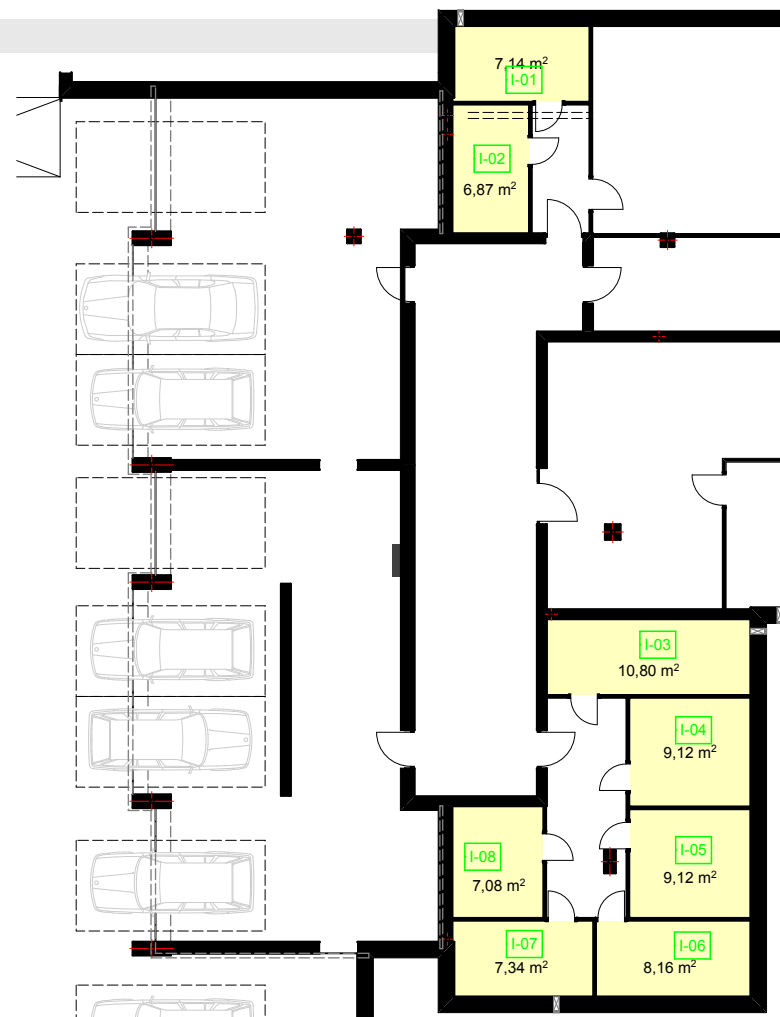 7,14 m²
I-01
I-02
6,87 m²
I-03
10,80 m²
I-04
9,12 m²
I-05
9,12 m²
I-08
7,08 m²
I-07
7,34 m²
I-06
8,16 m²